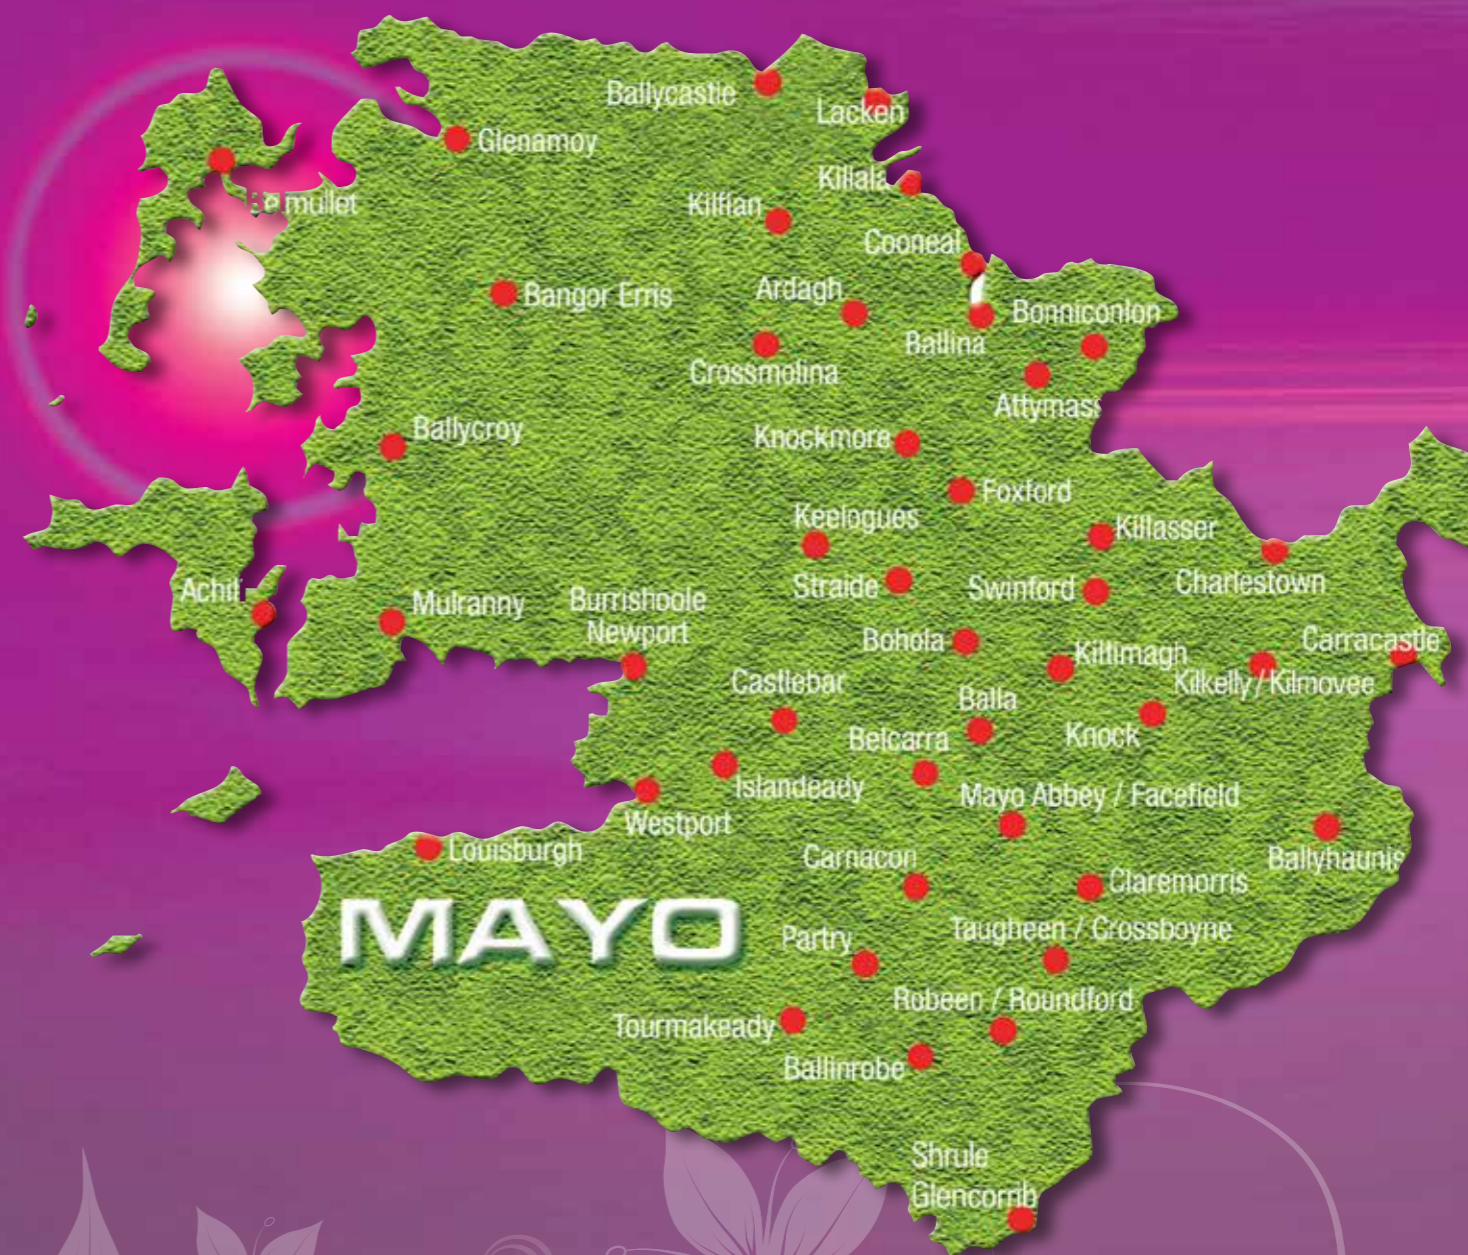 Ballycastle
Lacken
Glenamoy
Killala
Belmullet
Kilfian
Cooneal
Bangor Erris
Ardagh
Bonniconlon
Ballina
Crossmolina
Attymass
Ballycroy
Knockmore
Foxford
Keelogues
Killasser
Charlestown
Achill
Straide
Swinford
Mulranny
Burrishoole
Newport
Bohola
Carracastle
Kiltimagh
Kilkelly/Kilmovee
Castlebar
Balla
Knock
Belcarra
Islandeady
Mayo Abbey / Facefield
Westport
Louisburgh
Carnacon
Ballyhaunis
Claremorris
MAYO
Partry
Taugheen / Crossboyne
Robeen / Roundford
Tourmakeady
Ballinrobe
Shrule
Glencorrib